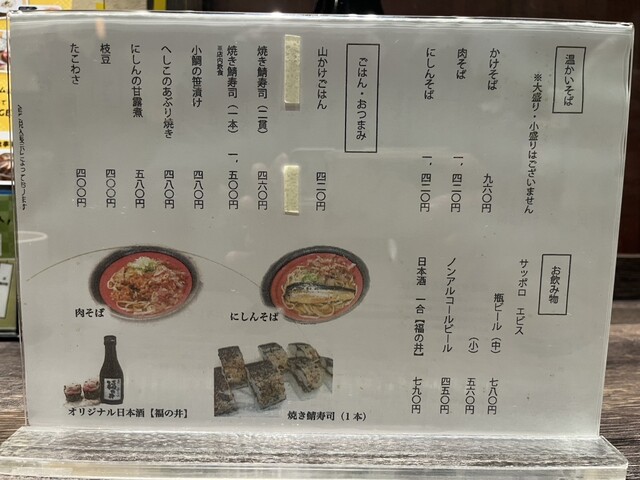 温かいそば
※大盛り・小盛りはございません
かけそば 九六〇円
肉そば 一、四二〇円
にしんそば 一、四二〇円
ごはん・おつまみ
山かけごはん 四二〇円
焼き鯖寿司（二貫） 四六〇円
焼き鯖寿司（一本） 一、五〇〇円
※店内飲食
小鯛の笹漬け 四八〇円
へしこのあぶり焼き 四八〇円
にしんの甘露煮 五八〇円
枝豆 四〇〇円
たこわさ 四〇〇円
お飲み物
サッポロ ヱビス
瓶ビール（中） 七八〇円
（小） 五六〇円
ノンアルコールビール 四五〇円
日本酒 一合【福の井】 七九〇円
肉そば
にしんそば
オリジナル日本酒【福の井】
焼き鯖寿司（1本）